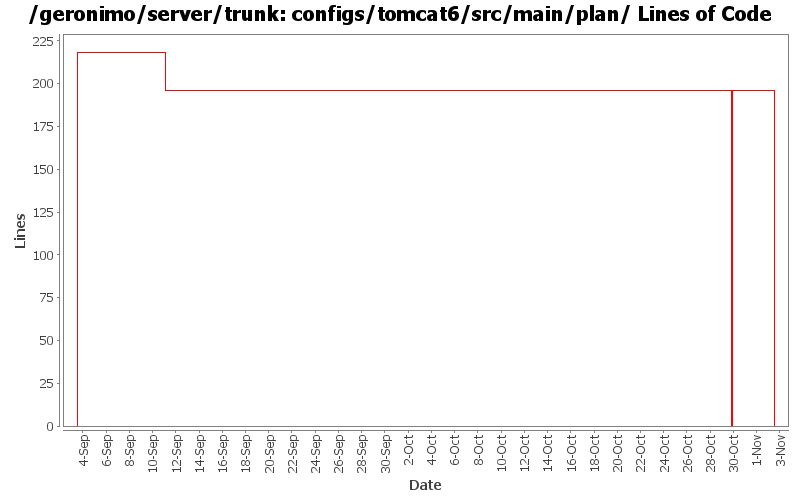 /geronimo/server/trunk: configs/tomcat6/src/main/plan/ Lines of Code
225
200
175
150
125
100
75
50
25
0
Lines
4-Sep
6-Sep
8-Sep
10-Sep
12-Sep
14-Sep
16-Sep
18-Sep
20-Sep
22-Sep
24-Sep
26-Sep
28-Sep
30-Sep
2-Oct
4-Oct
6-Oct
8-Oct
10-Oct
12-Oct
14-Oct
16-Oct
18-Oct
20-Oct
22-Oct
24-Oct
26-Oct
28-Oct
30-Oct
1-Nov
3-Nov
Date